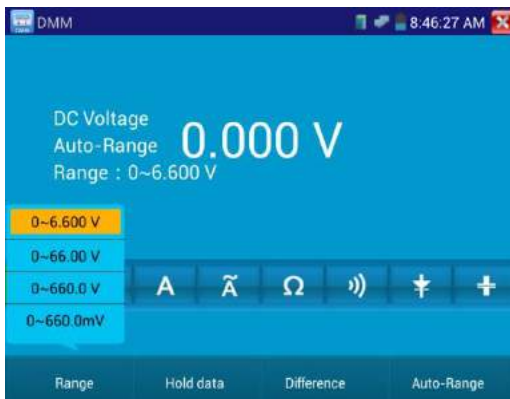 DMM 8:46:27 AM
DC Voltage
Auto-Range 0.000 V
Range : 0~6.600 V
0~6.600 V
0~66.00 V
0~660.0 V
A Ã Ω
0~660.0mV
Range Hold data Difference Auto-Range